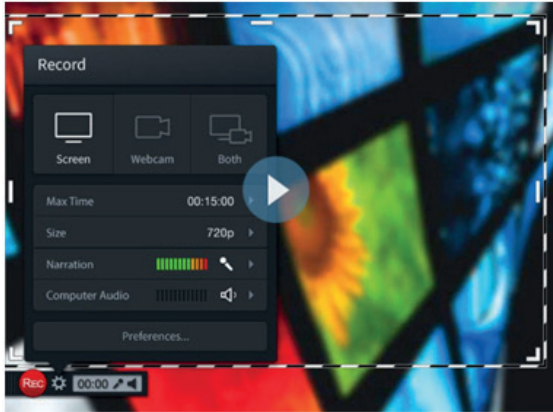 Record
Screen Webcam Both
Max Time 00:15:00
Size 720p
Narration
Computer Audio
Preferences...
REC 00:00